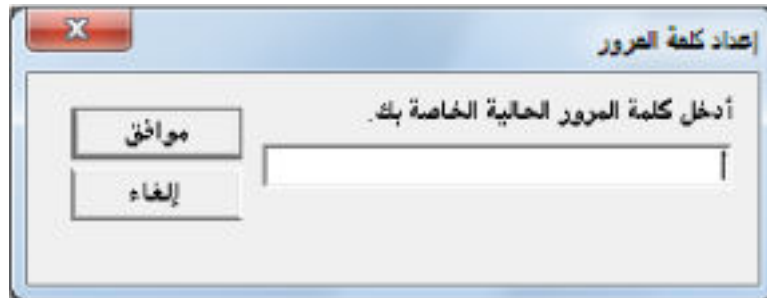 إعداد كلمة المرور
أدخل كلمة المرور الحالية الخاصة بك.
موافق
إلغاء